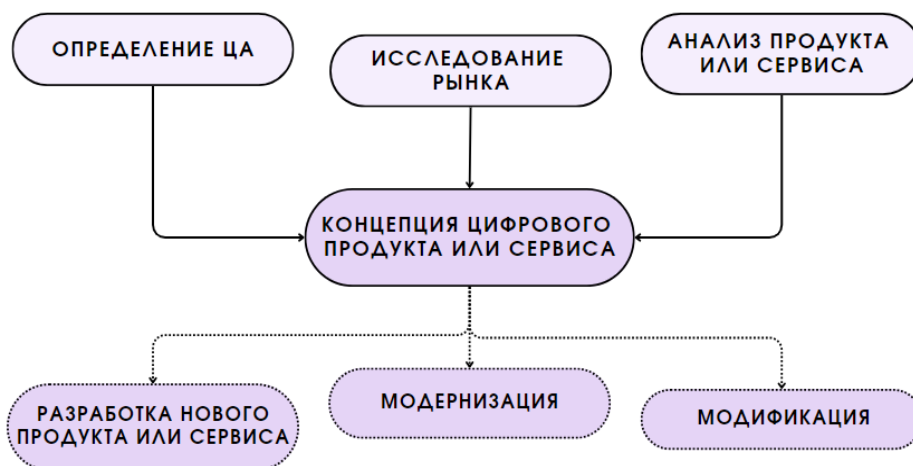 ОПРЕДЕЛЕНИЕ ЦА
ИССЛЕДОВАНИЕ
РЫНКА
АНАЛИЗ ПРОДУКТА
ИЛИ СЕРВИСА
КОНЦЕПЦИЯ ЦИФРОВОГО
ПРОДУКТА ИЛИ СЕРВИСА
РАЗРАБОТКА НОВОГО
ПРОДУКТА ИЛИ СЕРВИСА
МОДЕРНИЗАЦИЯ
МОДИФИКАЦИЯ